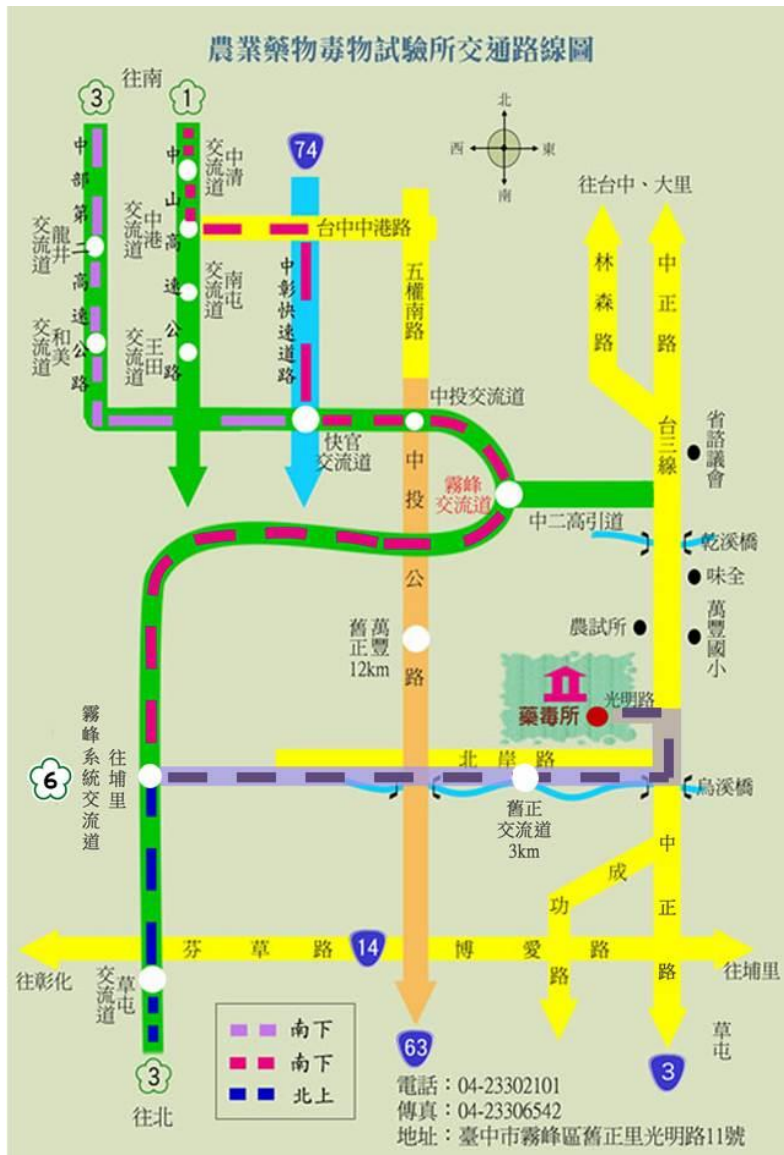 農業藥物毒物試驗所交通路線圖
往南
3
1
74
北
西
東
南
往台中、大里
中部第二高速公路
中山高速公路
中清
交流道
中港
交流道
龍井
交流道
南屯
交流道
和美
交流道
王田
交流道
台中中港路
中彰快速道路
五權南路
林森路
中正路
台三線
中投交流道
快官
交流道
霧峰
交流道
省諮議會
中二高引道
乾溪橋
味全
農試所
萬豐國小
中投公路
萬豐
舊正
12km
光明路
藥毒所
北岸路
6
往埔里
霧峰系統交流道
烏溪橋
舊正
交流道
3km
中正路
成功路
芬草路
14
博愛路
往彰化
往埔里
草屯
交流道
草屯
南下
南下
北上
63
3
3
往北
電話：04-23302101
傳真：04-23306542
地址：臺中市霧峰區舊正里光明路11號